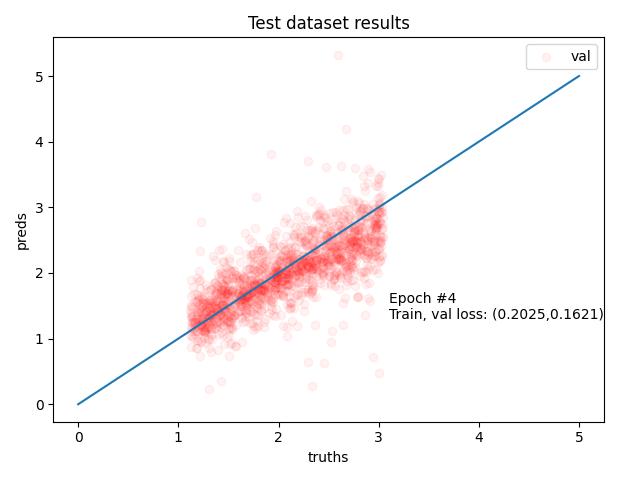 Test dataset results
val
5
4
3
2
1
0
preds
Epoch #4
Train, val loss: (0.2025,0.1621)
0 1 2 3 4 5
truths